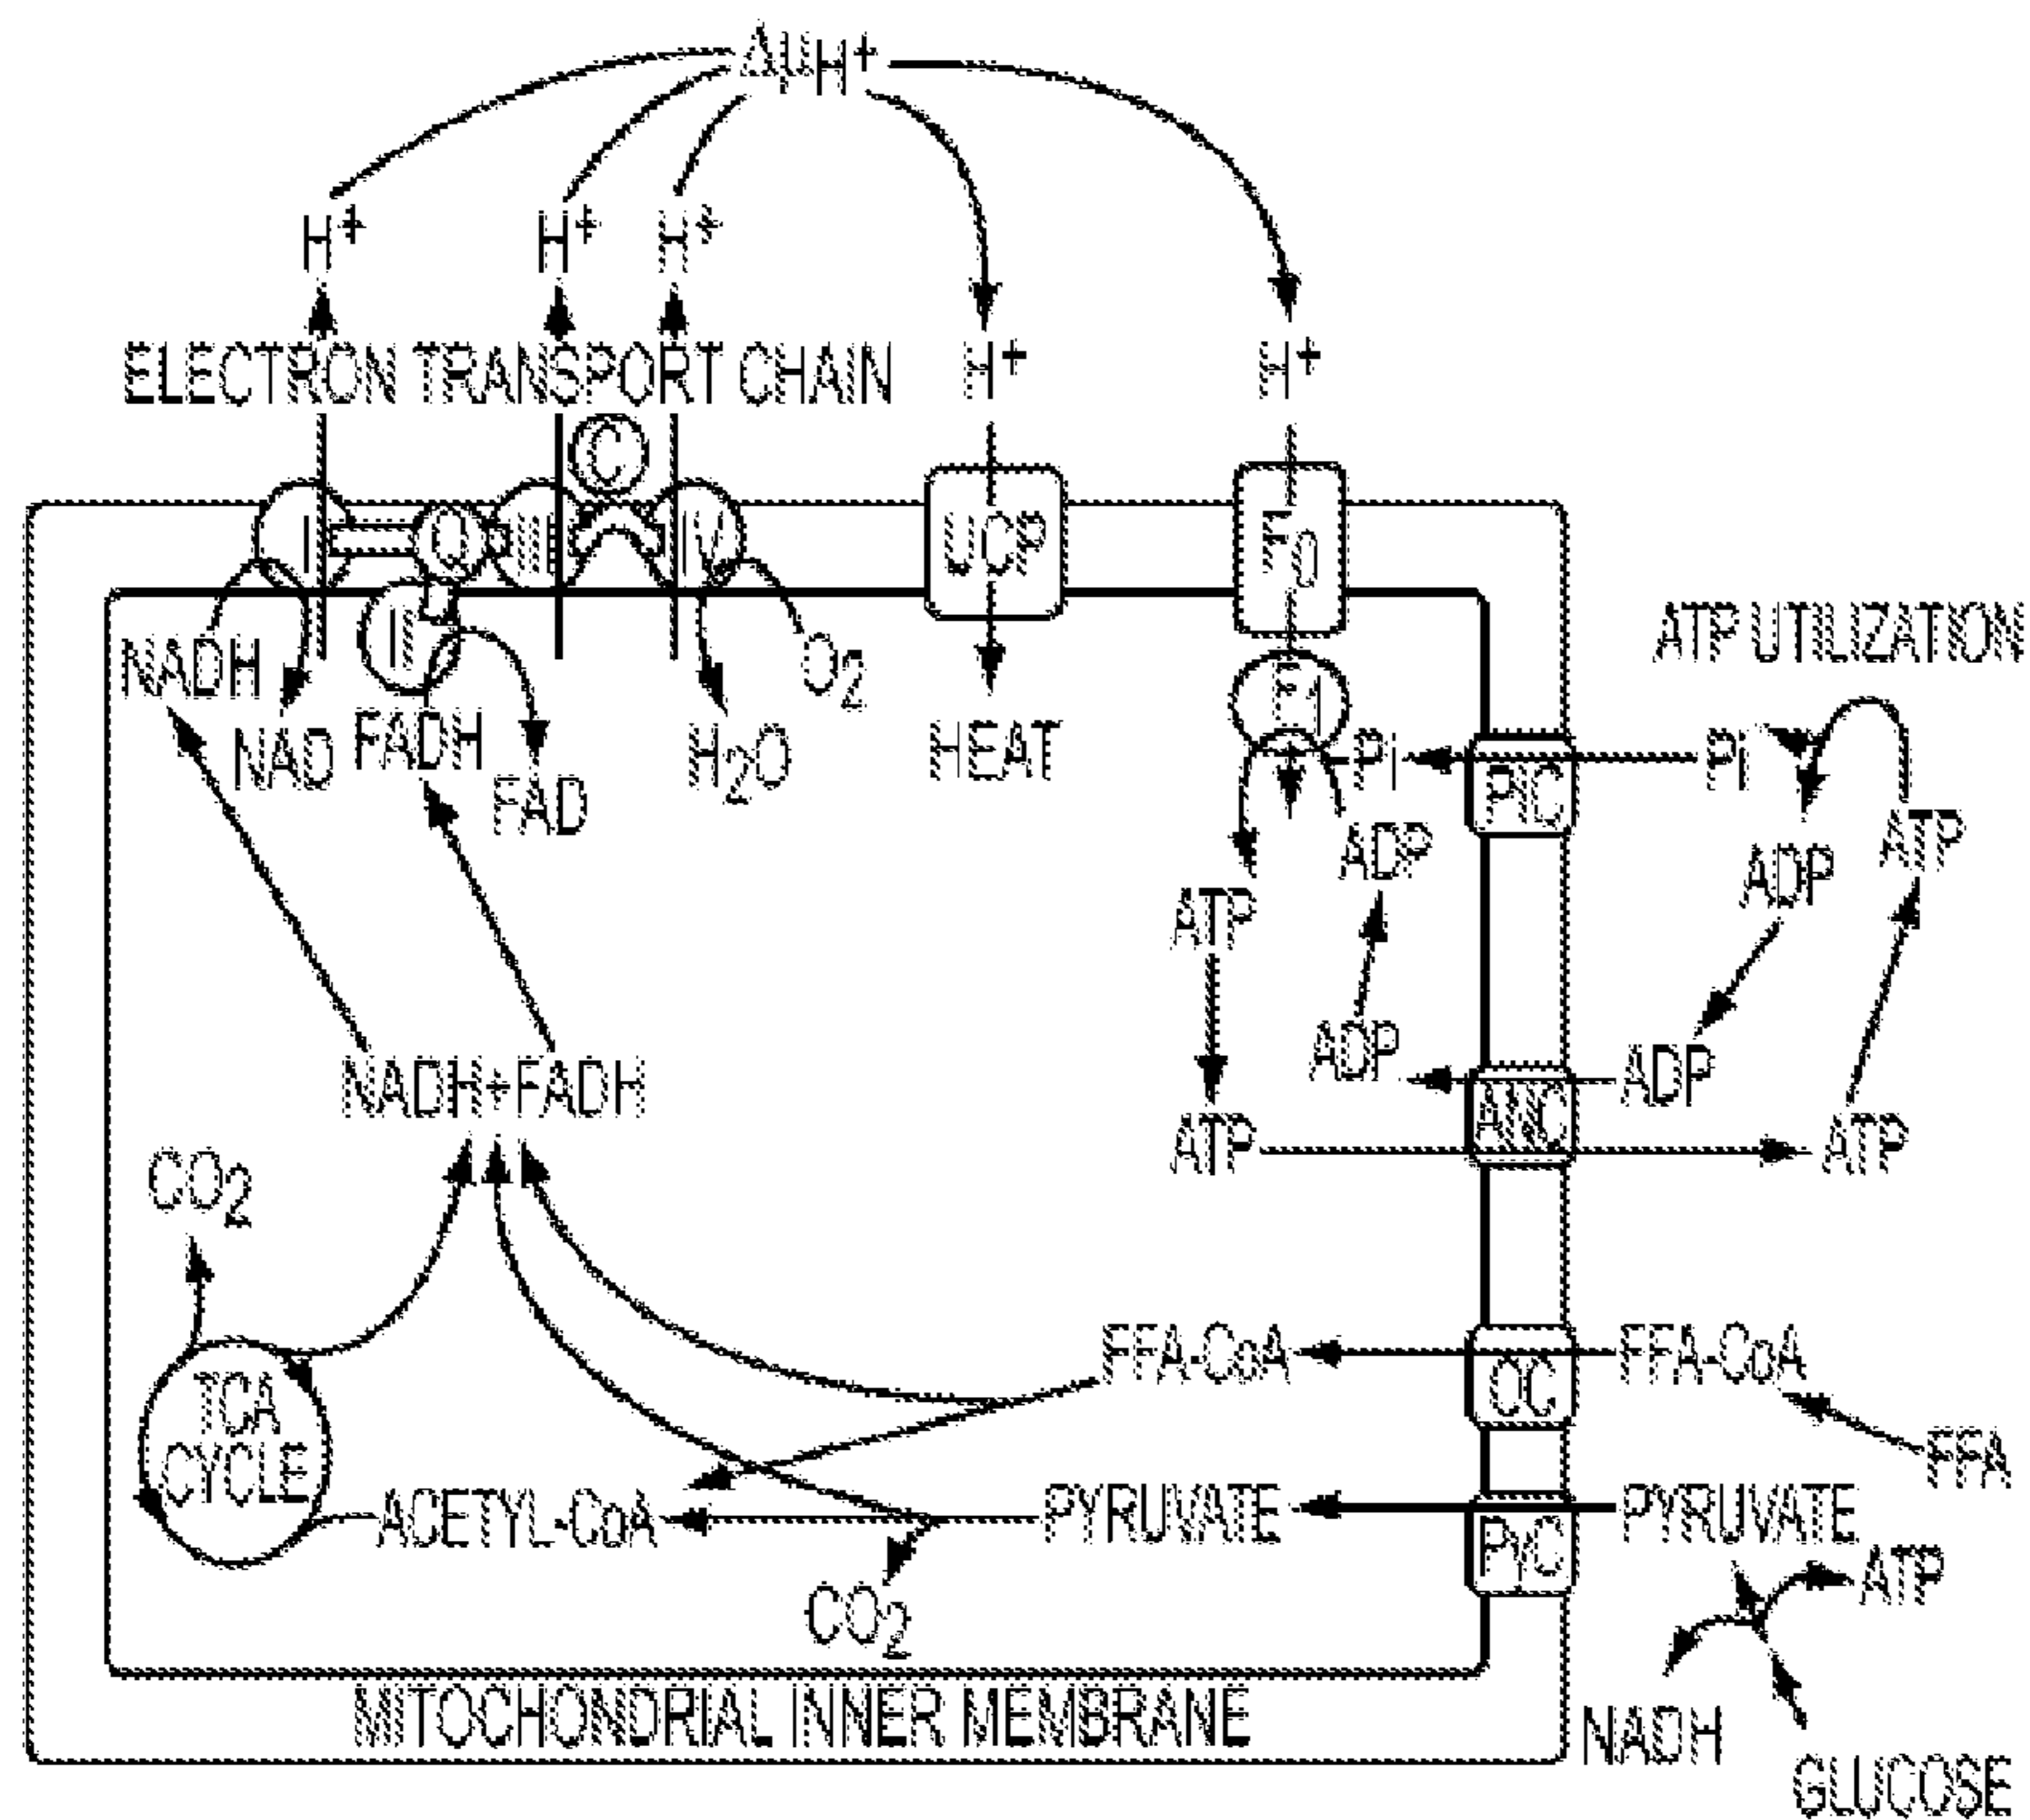 ΔμH+
H+ H+ H+
H+ H+
ELECTRON TRANSPORT CHAIN
C
I Q III IV
UCP
F0
II
F1
NADH
NAD
FADH
FAD
H2O
O2
HEAT
ATP UTILIZATION
Pi
PiC
Pi
ADP
ATP
ADP
ATP
ADP
ADP
NADH+FADH
ATP
ANC
ATP
CO2
TCA
CYCLE
FFA-CoA
CC
FFA-CoA
FFA
ACETYL-CoA
PYRUVATE
PyC
PYRUVATE
ATP
CO2
NADH
GLUCOSE
MITOCHONDRIAL INNER MEMBRANE